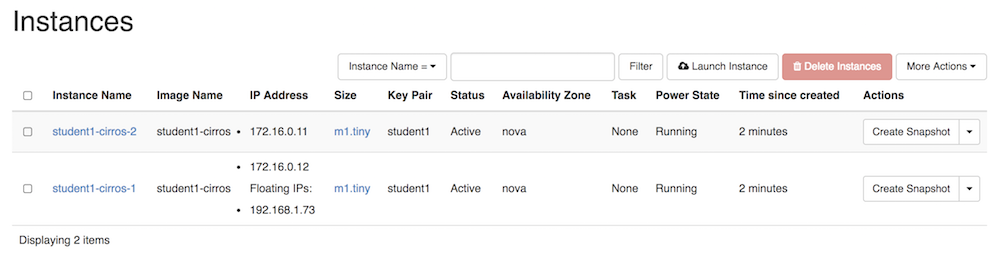 Instances
Instance Name = Filter Launch Instance Delete Instances More Actions
Instance Name Image Name IP Address Size Key Pair Status Availability Zone Task Power State Time since created Actions
student1-cirros-2 student1-cirros 172.16.0.11 m1.tiny student1 Active nova None Running 2 minutes Create Snapshot
172.16.0.12
student1-cirros-1 student1-cirros Floating IPs: m1.tiny student1 Active nova None Running 2 minutes Create Snapshot
192.168.1.73
Displaying 2 items